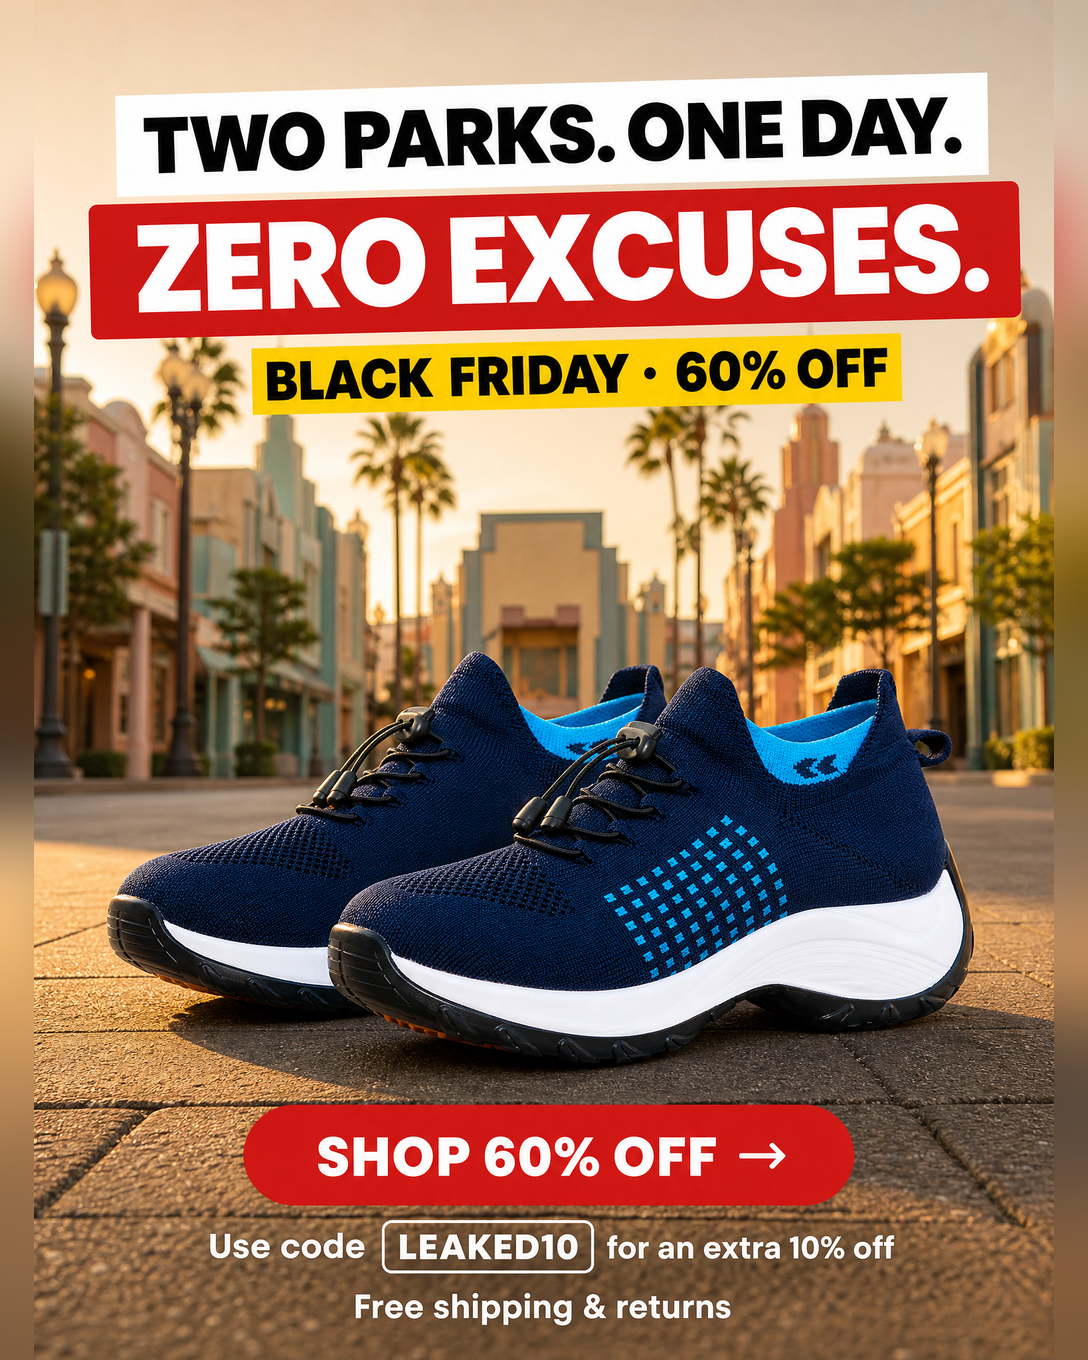 TWO PARKS. ONE DAY.
ZERO EXCUSES.
BLACK FRIDAY · 60% OFF
SHOP 60% OFF →
Use code LEAKED10 for an extra 10% off
Free shipping & returns